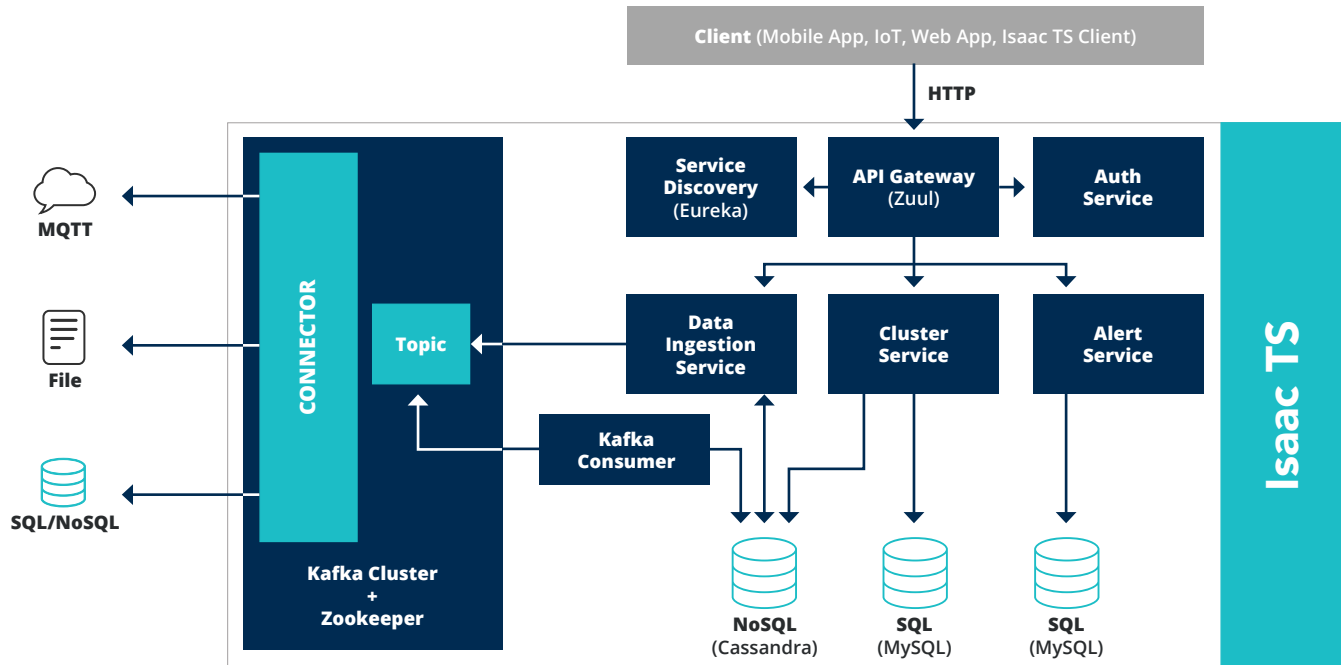 Client (Mobile App, IoT, Web App, Isaac TS Client)
HTTP
MQTT
File
SQL/NoSQL
CONNECTOR
Topic
Kafka Cluster
+
Zookeeper
Service
Discovery
(Eureka)
API Gateway
(Zuul)
Auth
Service
Data
Ingestion
Service
Cluster
Service
Alert
Service
Kafka
Consumer
NoSQL
(Cassandra)
SQL
(MySQL)
SQL
(MySQL)
Isaac TS